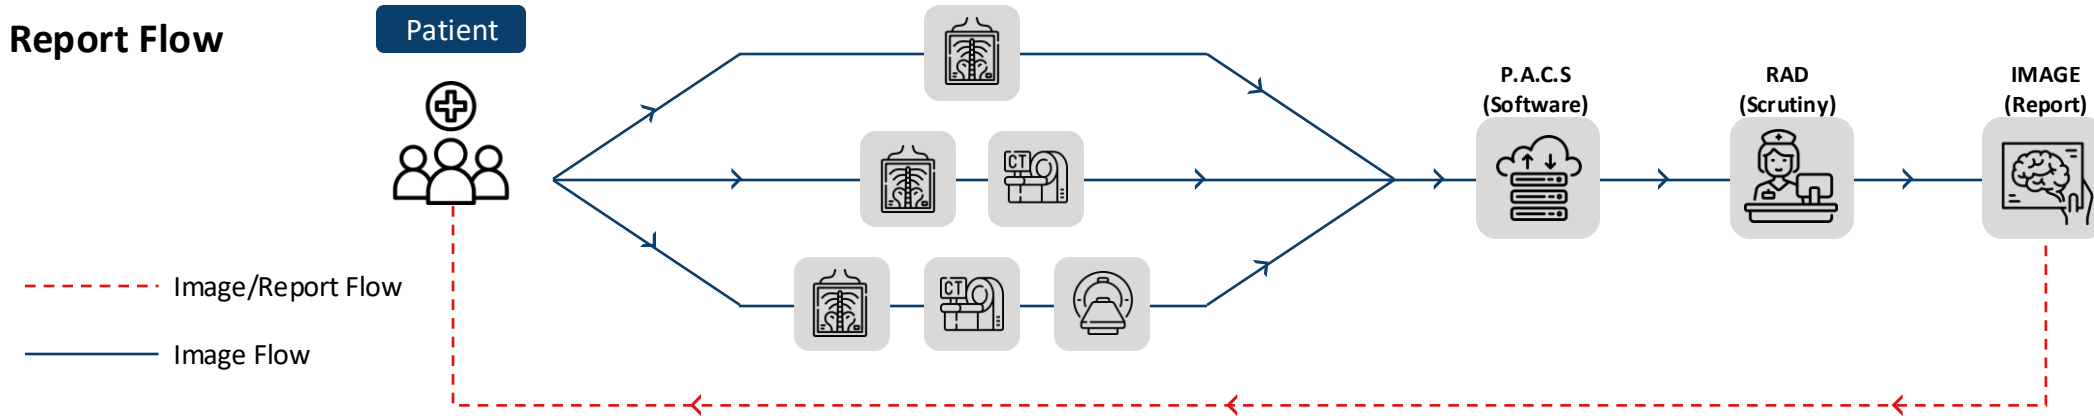 Report Flow
Patient
P.A.C.S
(Software)
RAD
(Scrutiny)
IMAGE
(Report)
CT
CT
Image/Report Flow
Image Flow